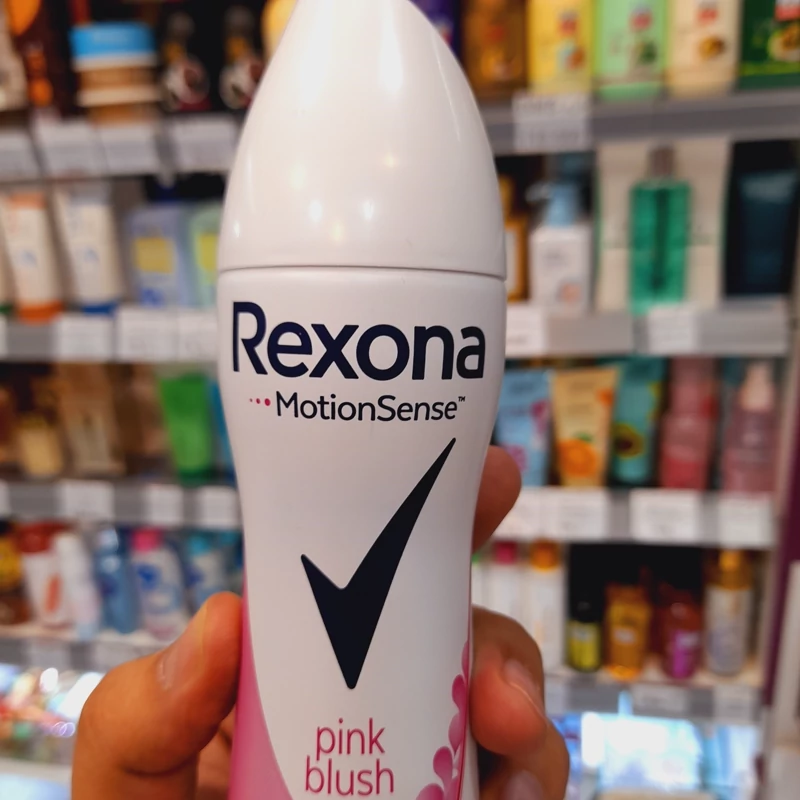 Rexona
MotionSense™
pink
blush